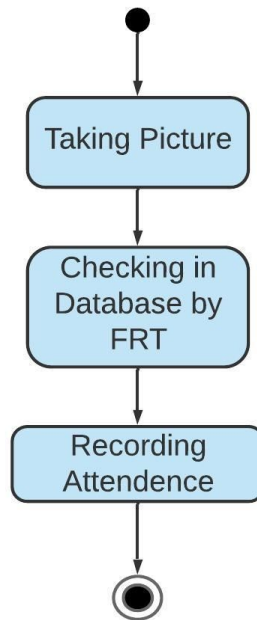 Taking Picture
Checking in
Database by
FRT
Recording
Attendence